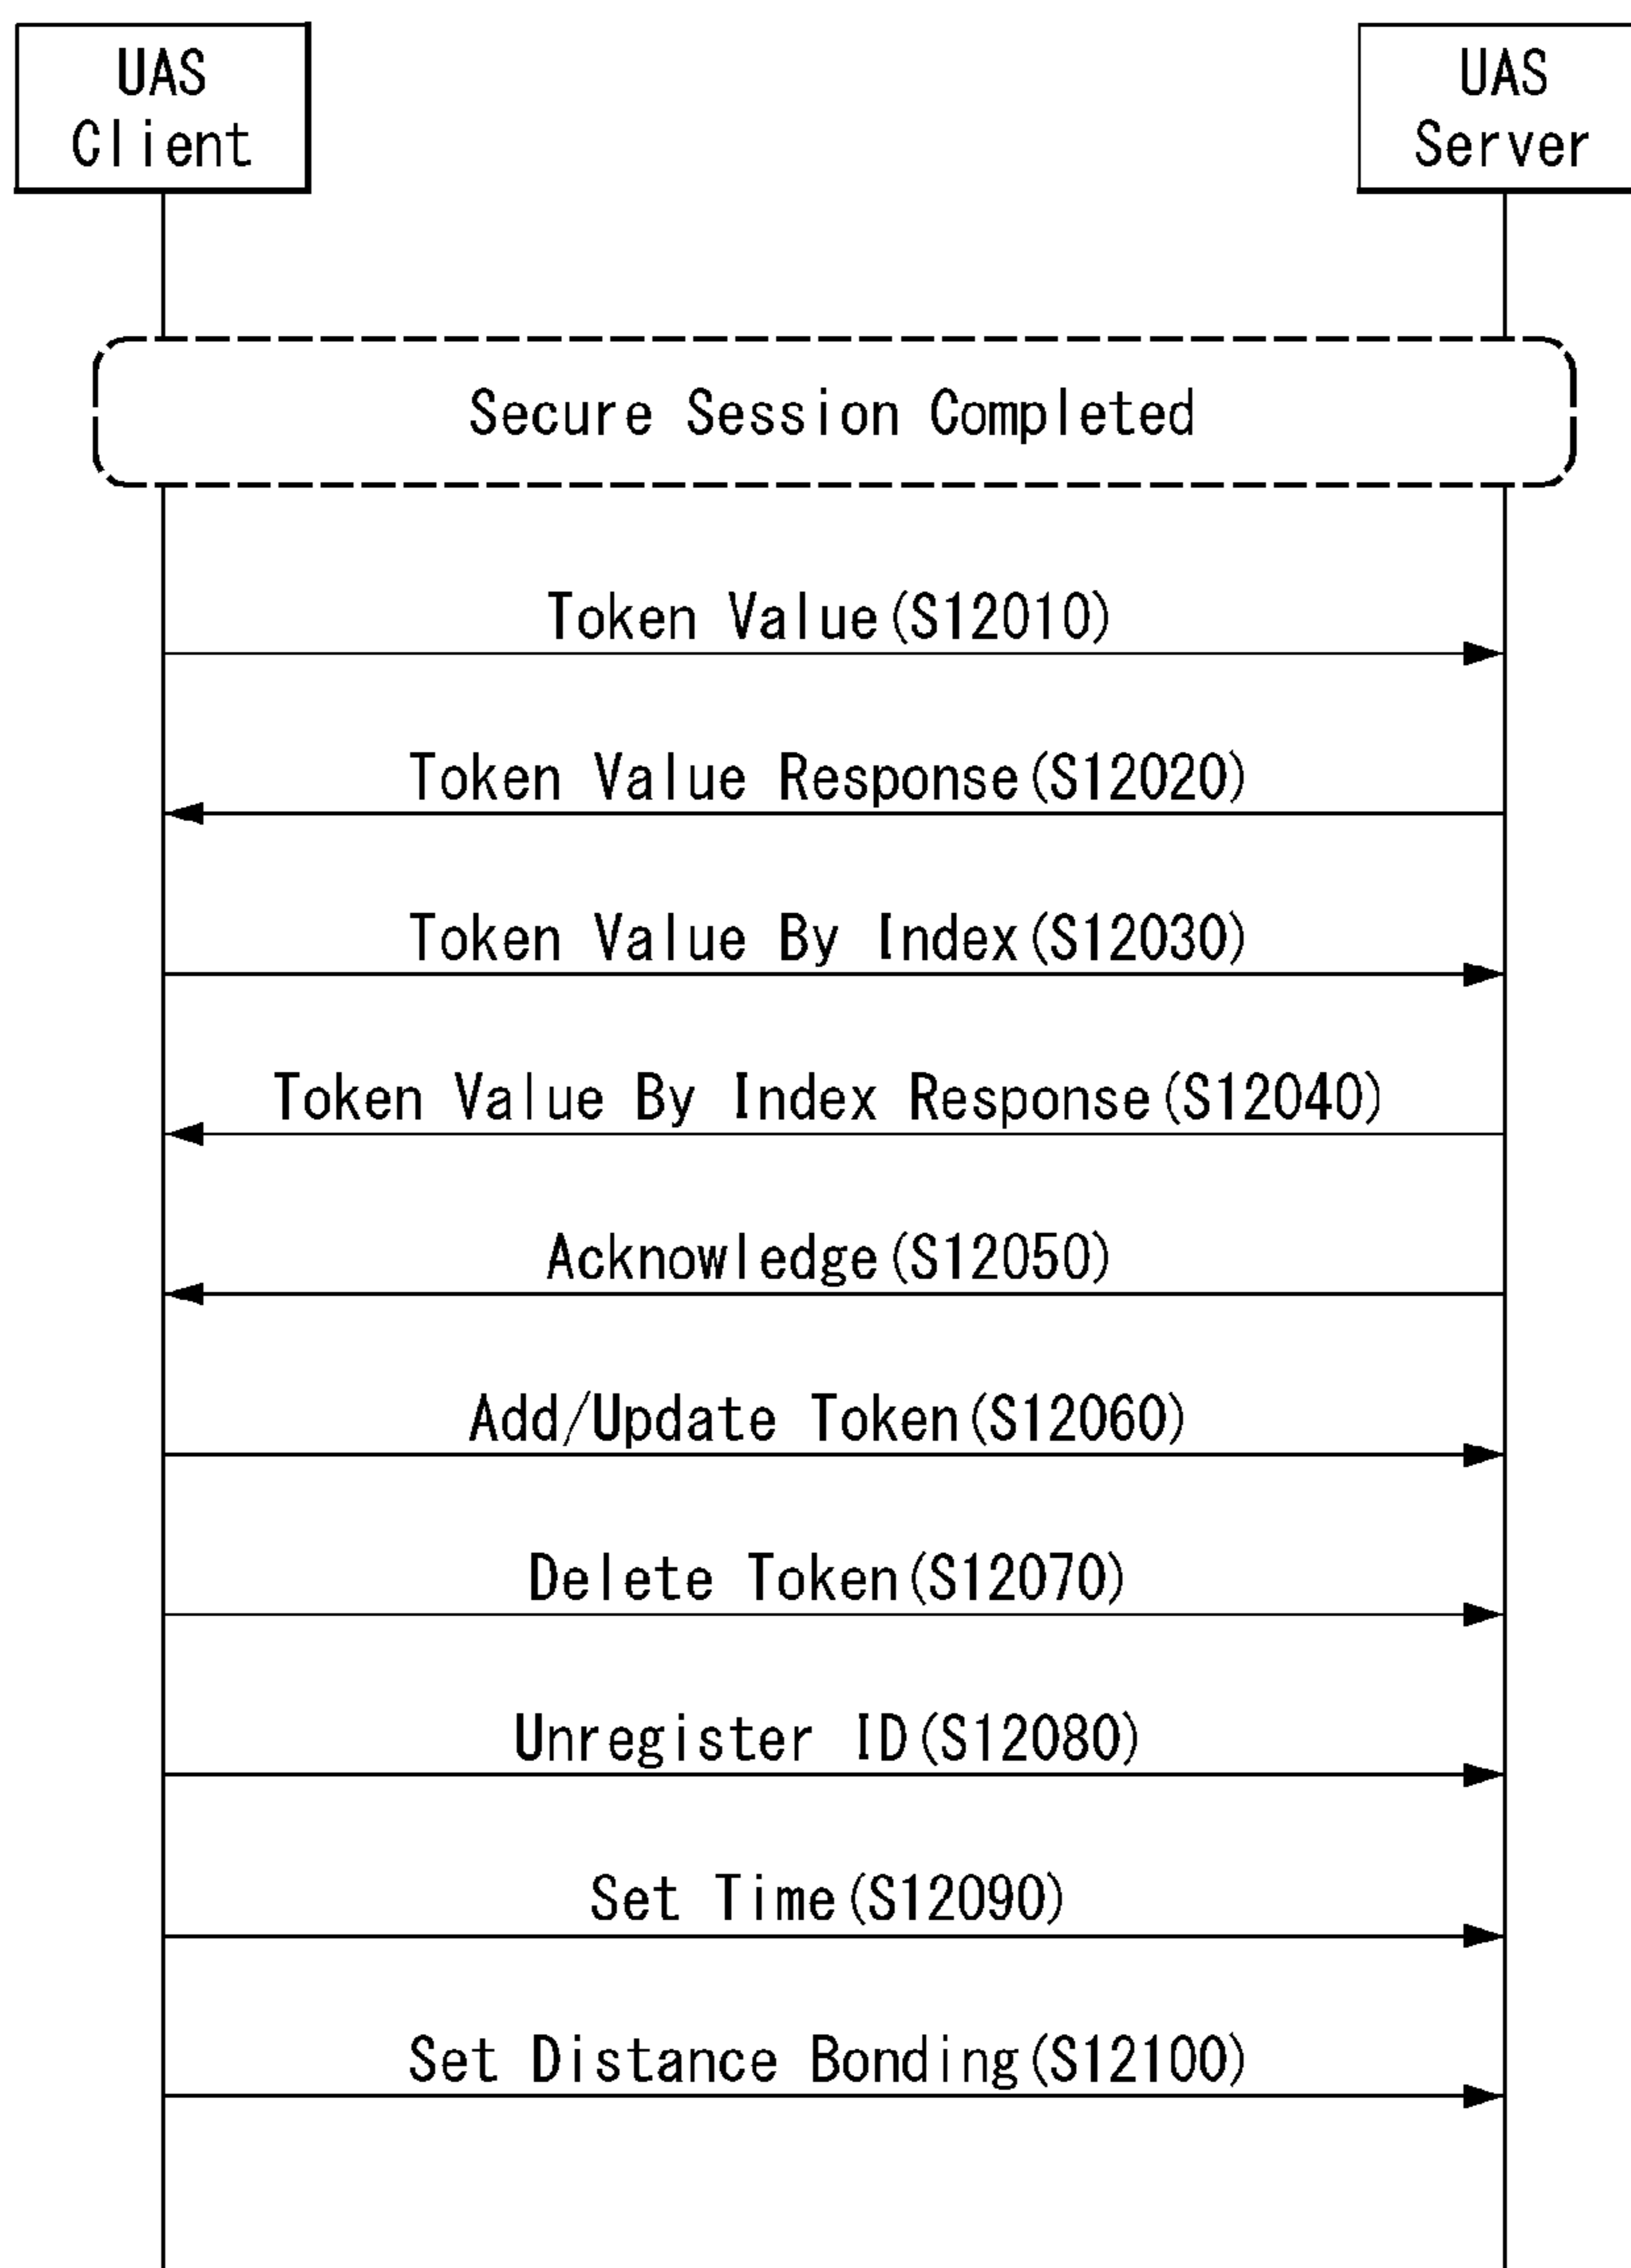 UAS
Client
UAS
Server
Secure Session Completed
Token Value(S12010)
Token Value Response(S12020)
Token Value By Index(S12030)
Token Value By Index Response(S12040)
Acknowledge(S12050)
Add/Update Token(S12060)
Delete Token(S12070)
Unregister ID(S12080)
Set Time(S12090)
Set Distance Bonding(S12100)